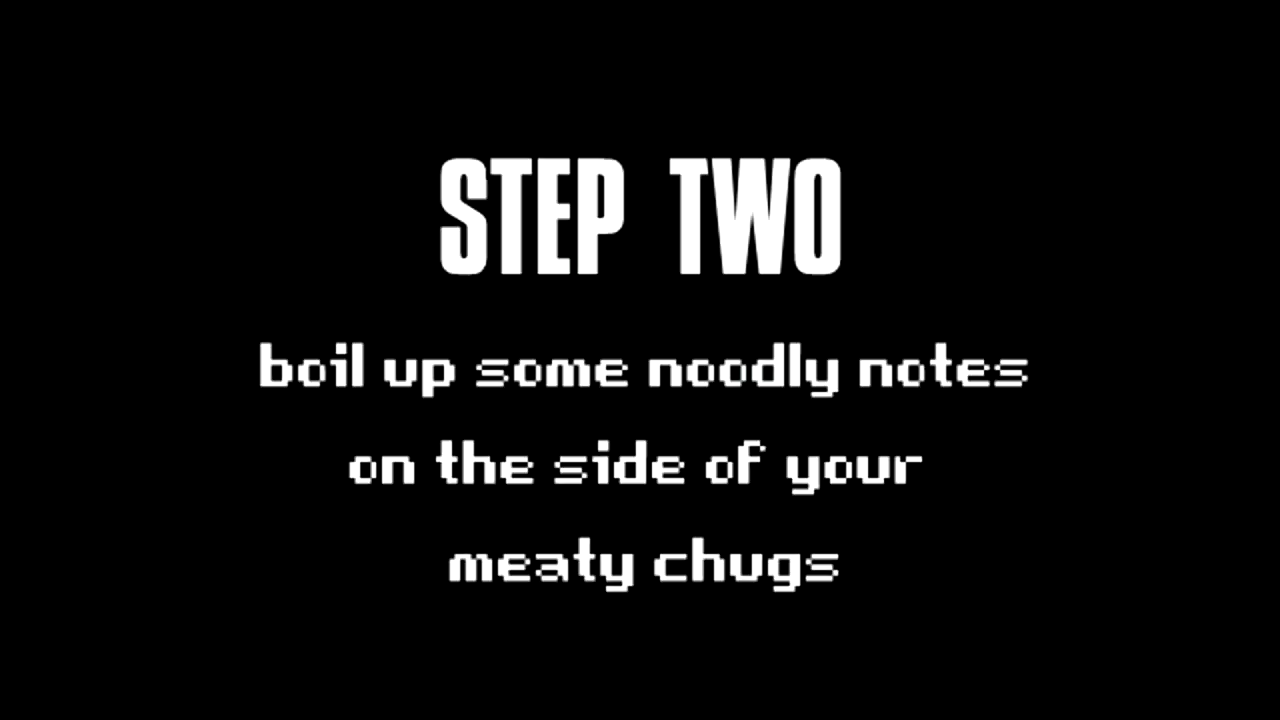 STEP TWO
boil up some noodly notes
on the side of your
meaty chugs